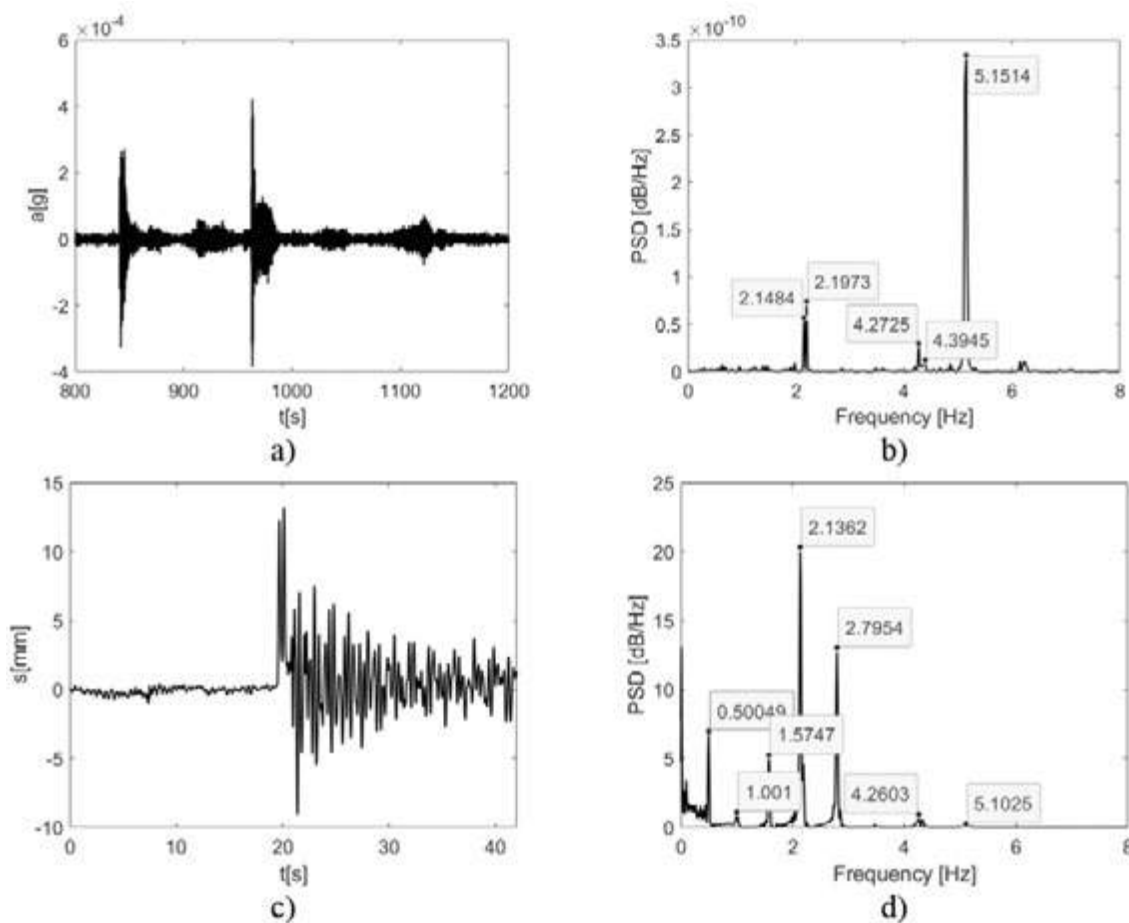 ×10⁻⁴
6
4
2
0
-2
-4
a[g]
800 900 1000 1100 1200
t[s]
a)
×10⁻¹⁰
3.5
3
2.5
2
1.5
1
0.5
0
PSD [dB/Hz]
5.1514
2.1973
2.1484
4.2725
4.3945
0 2 4 6 8
Frequency [Hz]
b)
15
10
5
0
-5
-10
s[mm]
0 10 20 30 40
t[s]
c)
25
20
15
10
5
0
PSD [dB/Hz]
2.1362
2.7954
0.50049
1.5747
1.001
4.2603
5.1025
0 2 4 6 8
Frequency [Hz]
d)